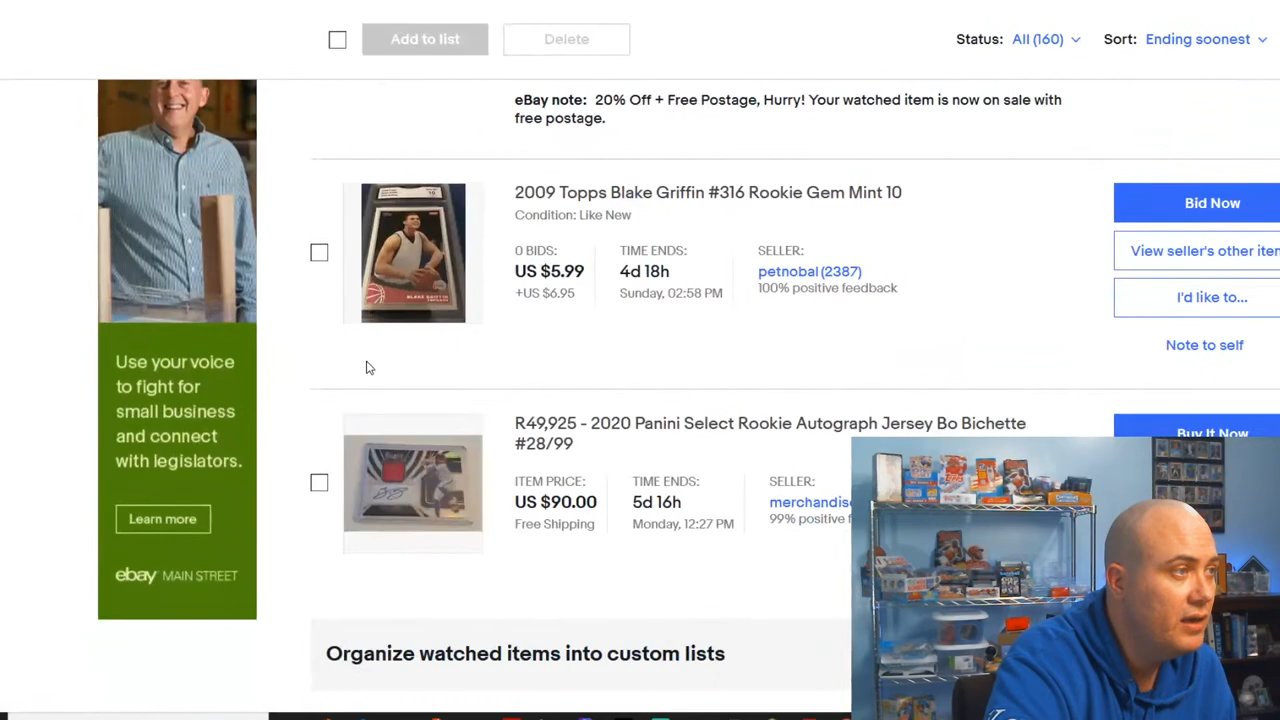 Add to list
Delete
Status: All (160)
Sort: Ending soonest
eBay note: 20% Off + Free Postage, Hurry! Your watched item is now on sale with
free postage.
2009 Topps Blake Griffin #316 Rookie Gem Mint 10
Condition: Like New
0 BIDS:
US $5.99
+US $6.95
TIME ENDS:
4d 18h
Sunday, 02:58 PM
SELLER:
petnobal (2387)
100% positive feedback
Bid Now
View seller's other iter
I'd like to...
Note to self
BLAKE GRIFFIN
R49,925 - 2020 Panini Select Rookie Autograph Jersey Bo Bichette
#28/99
ITEM PRICE:
US $90.00
Free Shipping
TIME ENDS:
5d 16h
Monday, 12:27 PM
SELLER:
merchandise
99% positive f
Buy It Now
Use your voice
to fight for
small business
and connect
with legislators.
Learn more
ebay MAIN STREET
Organize watched items into custom lists